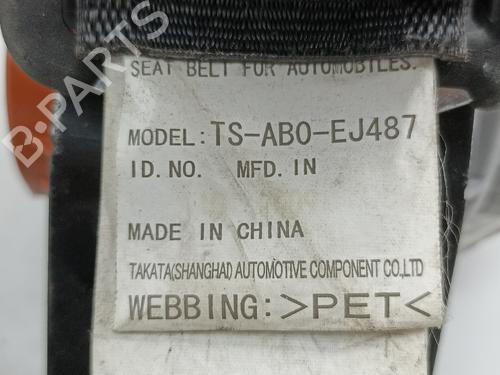 SEAT BELT FOR AUTOMOBILES.
MODEL: TS-AB0-EJ487
ID.NO. MFD.IN
MADE IN CHINA
TAKATA(SHANGHAI) AUTOMOTIVE COMPONENT CO.,LTD
WEBBING: >PET<
B-PARTS